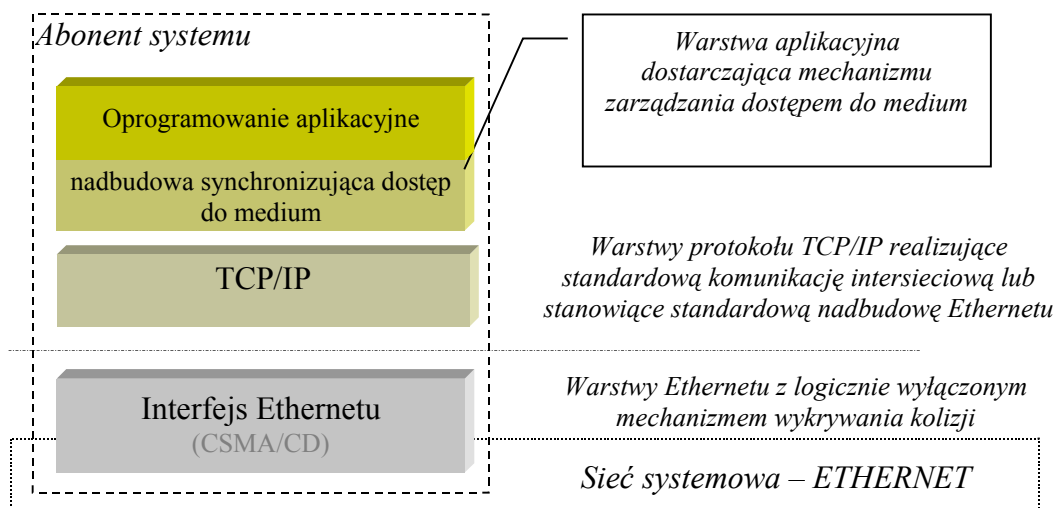 Abonent systemu
Warstwa aplikacyjna
dostarczająca mechanizmu
zarządzania dostępem do medium
Oprogramowanie aplikacyjne
nadbudowa synchronizująca dostęp
do medium
TCP/IP
Warstwy protokołu TCP/IP realizujące
standardową komunikację intersieciową lub
stanowiące standardową nadbudowę Ethernetu
Interfejs Ethernetu
(CSMA/CD)
Warstwy Ethernetu z logicznie wyłączonym
mechanizmem wykrywania kolizji
Sieć systemowa – ETHERNET